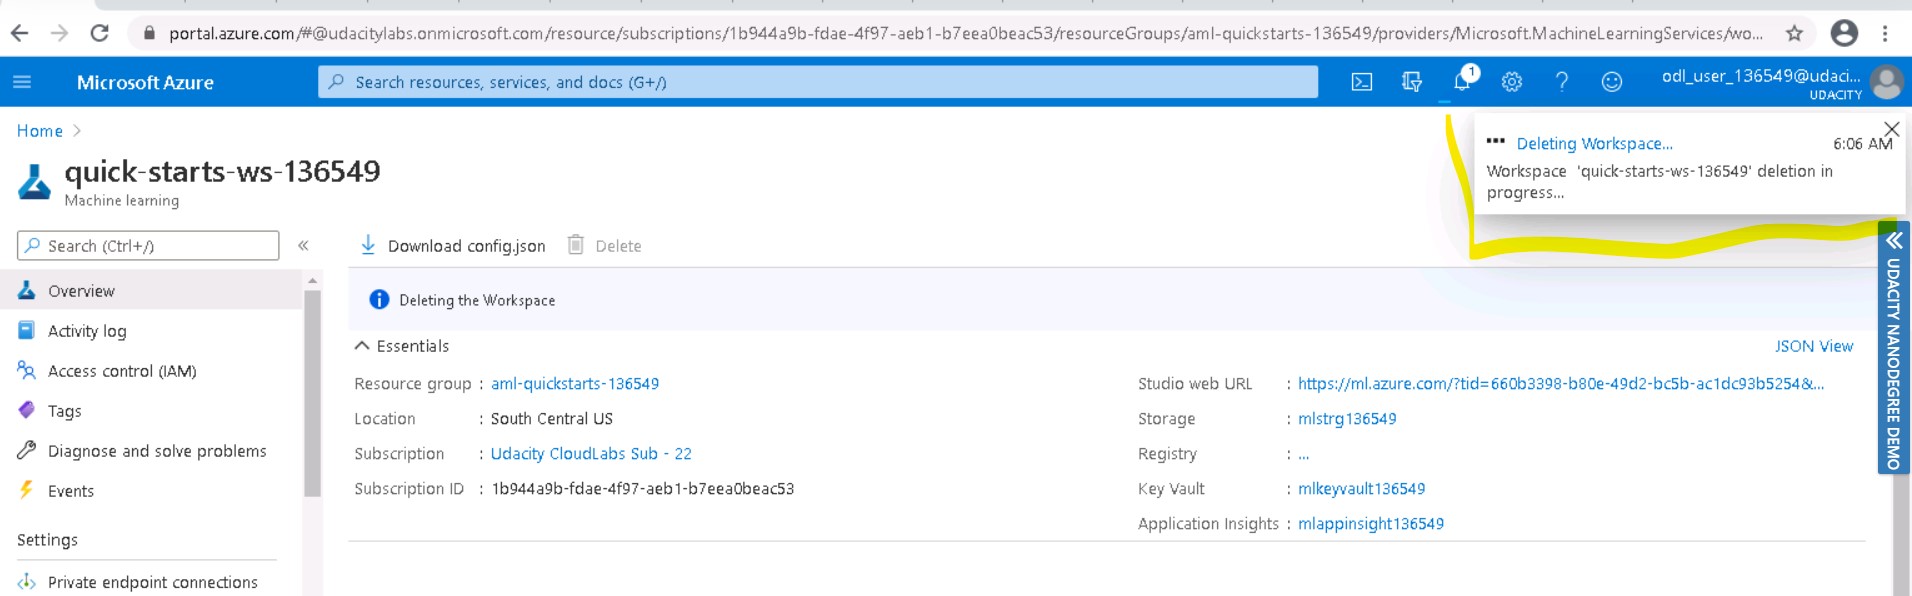 portal.azure.com/#@udacitylabs.onmicrosoft.com/resource/subscriptions/1b944a9b-fdae-4f97-aeb1-b7eea0beac53/resourceGroups/aml-quickstarts-136549/providers/Microsoft.MachineLearningServices/wo...
Microsoft Azure
Search resources, services, and docs (G+/)
1
odl_user_136549@udaci...
UDACITY
Home
Deleting Workspace...
6:06 AM
Workspace 'quick-starts-ws-136549' deletion in
progress...
quick-starts-ws-136549
Machine learning
Search (Ctrl+/)
Download config.json
Delete
Overview
Activity log
Access control (IAM)
Tags
Diagnose and solve problems
Events
Settings
Private endpoint connections
Deleting the Workspace
Essentials
JSON View
Resource group : aml-quickstarts-136549
Location : South Central US
Subscription : Udacity CloudLabs Sub - 22
Subscription ID : 1b944a9b-fdae-4f97-aeb1-b7eea0beac53
Studio web URL : https://ml.azure.com/?tid=660b3398-b80e-49d2-bc5b-ac1dc93b5254&...
Storage : mlstrg136549
Registry : ...
Key Vault : mlkeyvault136549
Application Insights : mlappinsight136549
UDACITY NANODEGREE DEMO